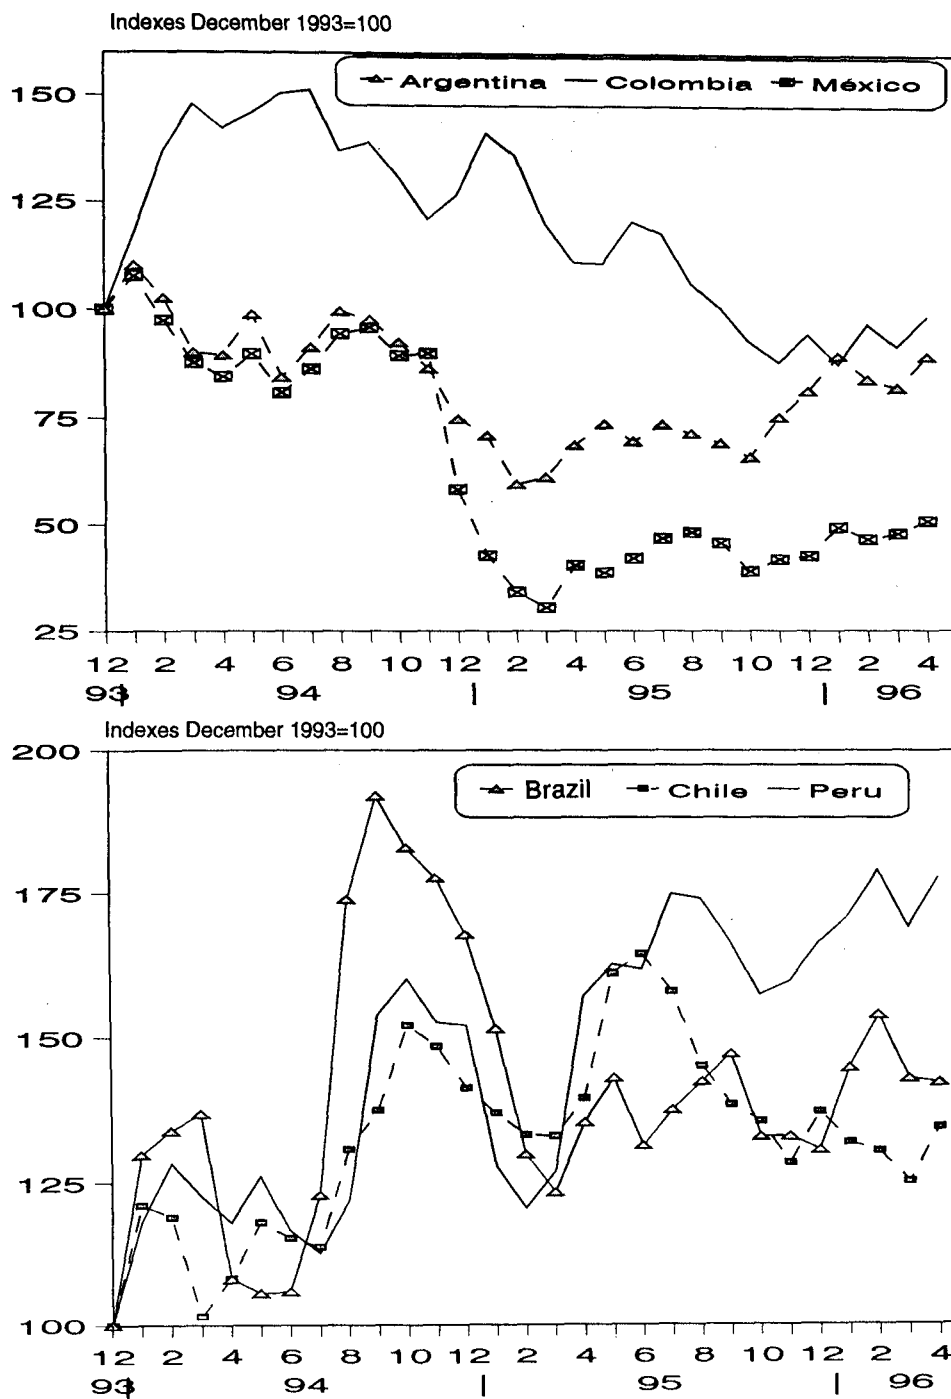 Indexes December 1993=100
Argentina Colombia México
150
125
100
75
50
25
12 2 4 6 8 10 12 2 4 6 8 10 12 2 4
93 | 94 | 95 | 96
Indexes December 1993=100
200
Brazil Chile Peru
175
150
125
100
12 2 4 6 8 10 12 2 4 6 8 10 12 2 4
93 | 94 | 95 | 96